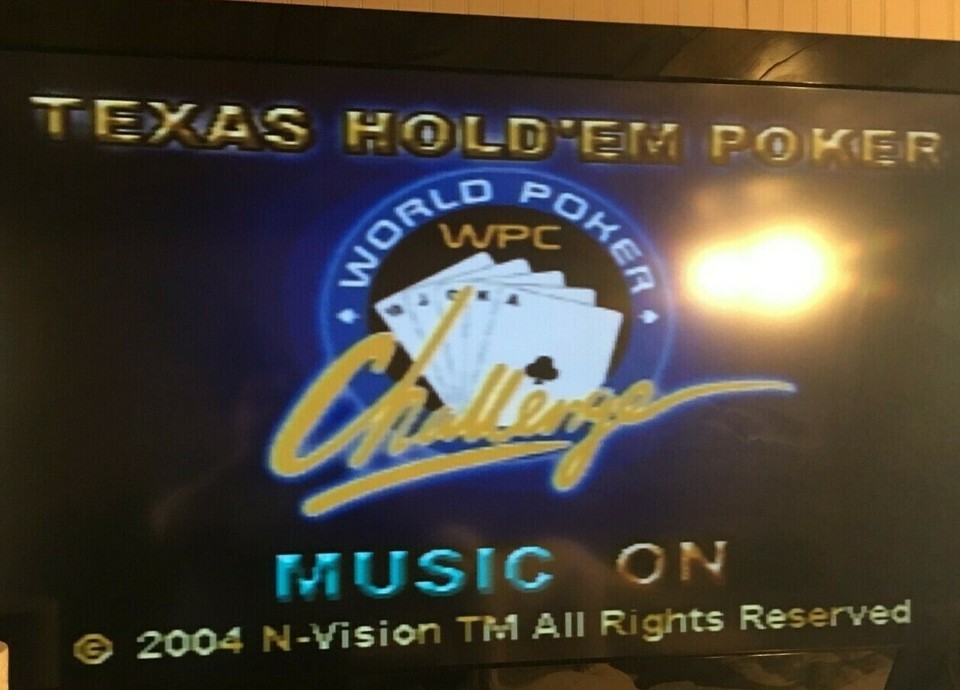 TEXAS HOLD'EM POKER
WORLD POKER
WPC
J K A
Challenge
MUSIC ON
© 2004 N-Vision TM All Rights Reserved